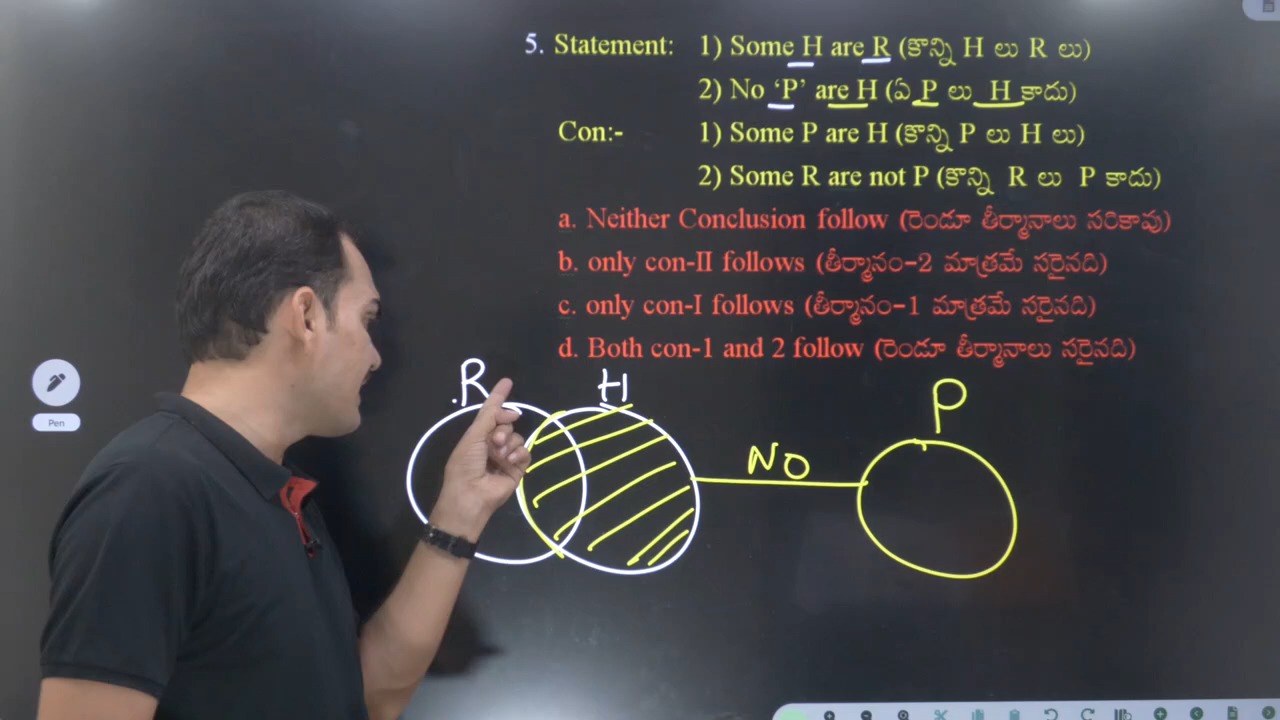 5. Statement: 1) Some H are R (కొన్ని H లు R లు)
2) No ‘P’ are H (ఏ P లు H కాదు)
Con:- 1) Some P are H (కొన్ని P లు H లు)
2) Some R are not P (కొన్ని R లు P కాదు)
a. Neither Conclusion follow (రెండూ తీర్మానాలు సరికావు)
b. only con-II follows (తీర్మానం-2 మాత్రమే సరైనది)
c. only con-I follows (తీర్మానం-1 మాత్రమే సరైనది)
d. Both con-1 and 2 follow (రెండూ తీర్మానాలు సరైనది)
R H P
NO
Pen